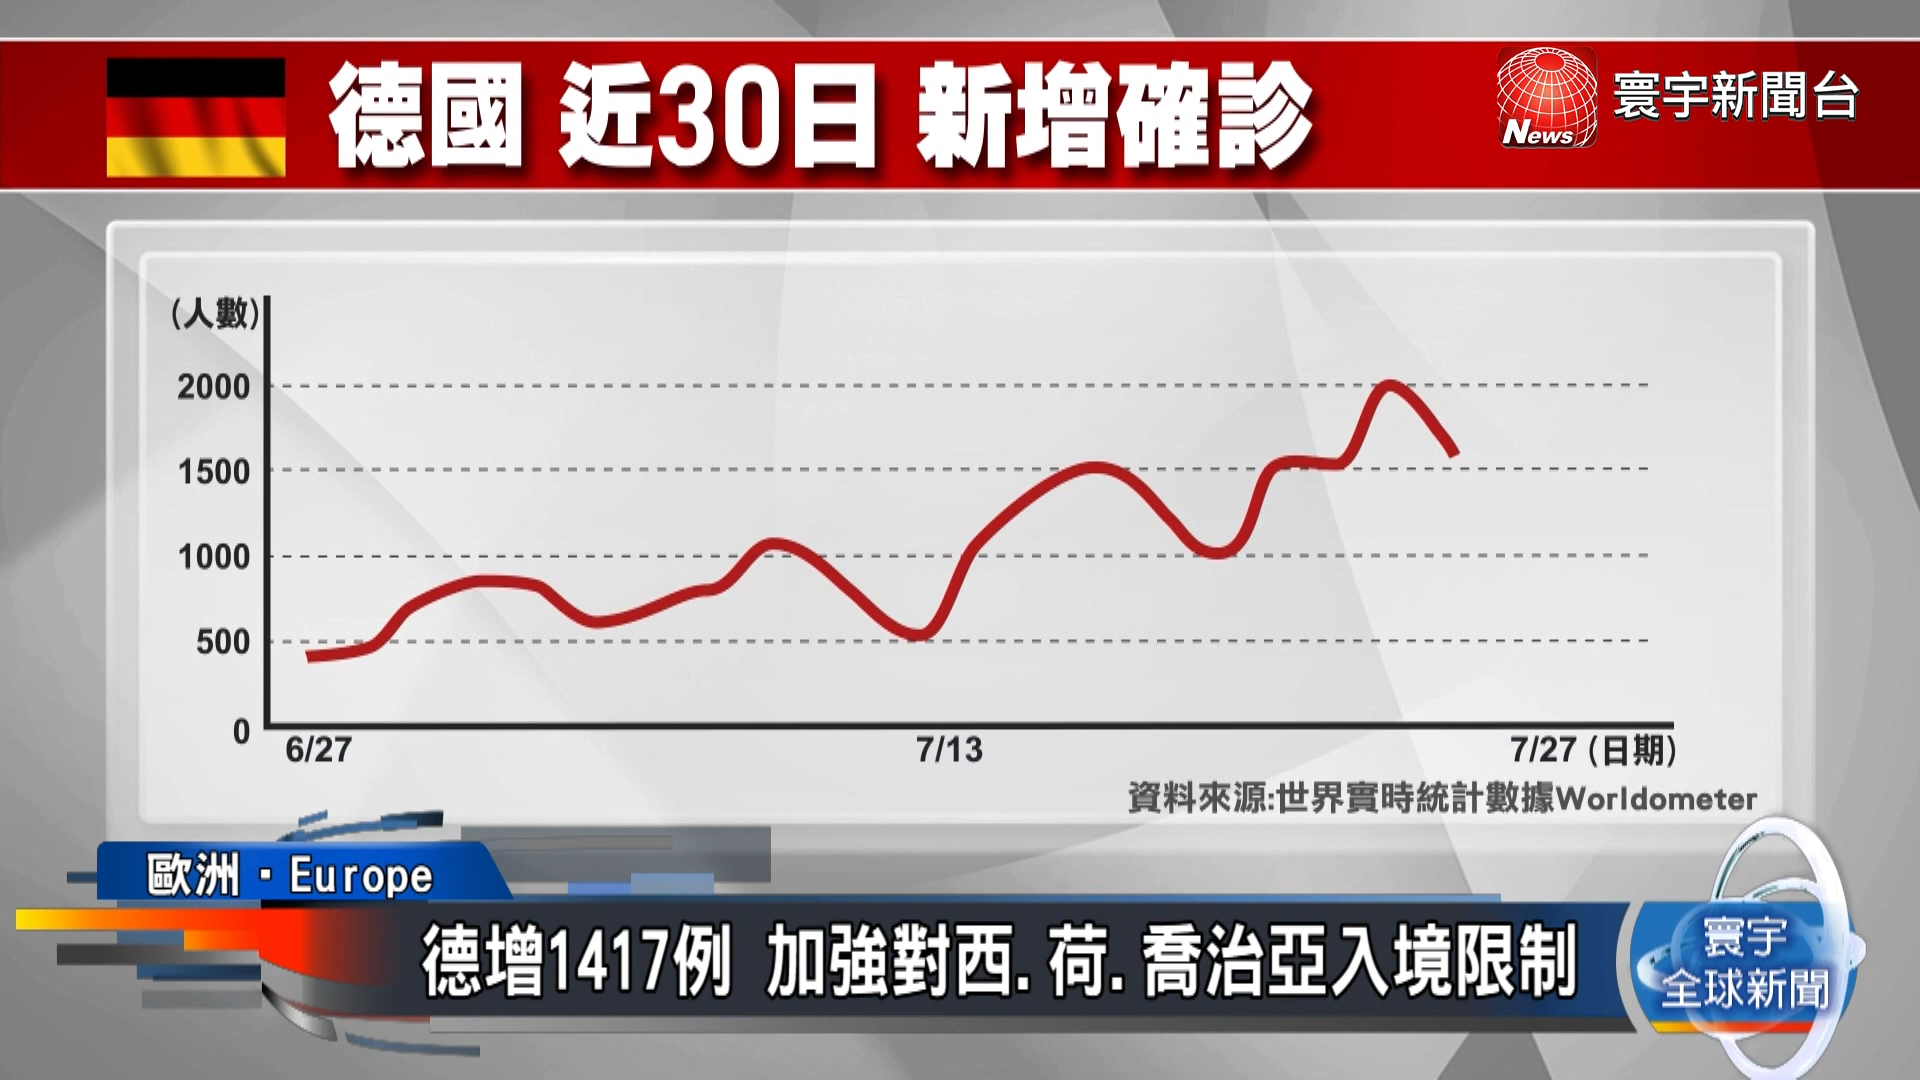 德國 近30日 新增確診
News 寰宇新聞台
(人數)
2000
1500
1000
500
0
6/27 7/13 7/27 (日期)
資料來源:世界實時統計數據Worldometer
歐洲·Europe
德增1417例 加強對西.荷.喬治亞入境限制
寰宇
全球新聞